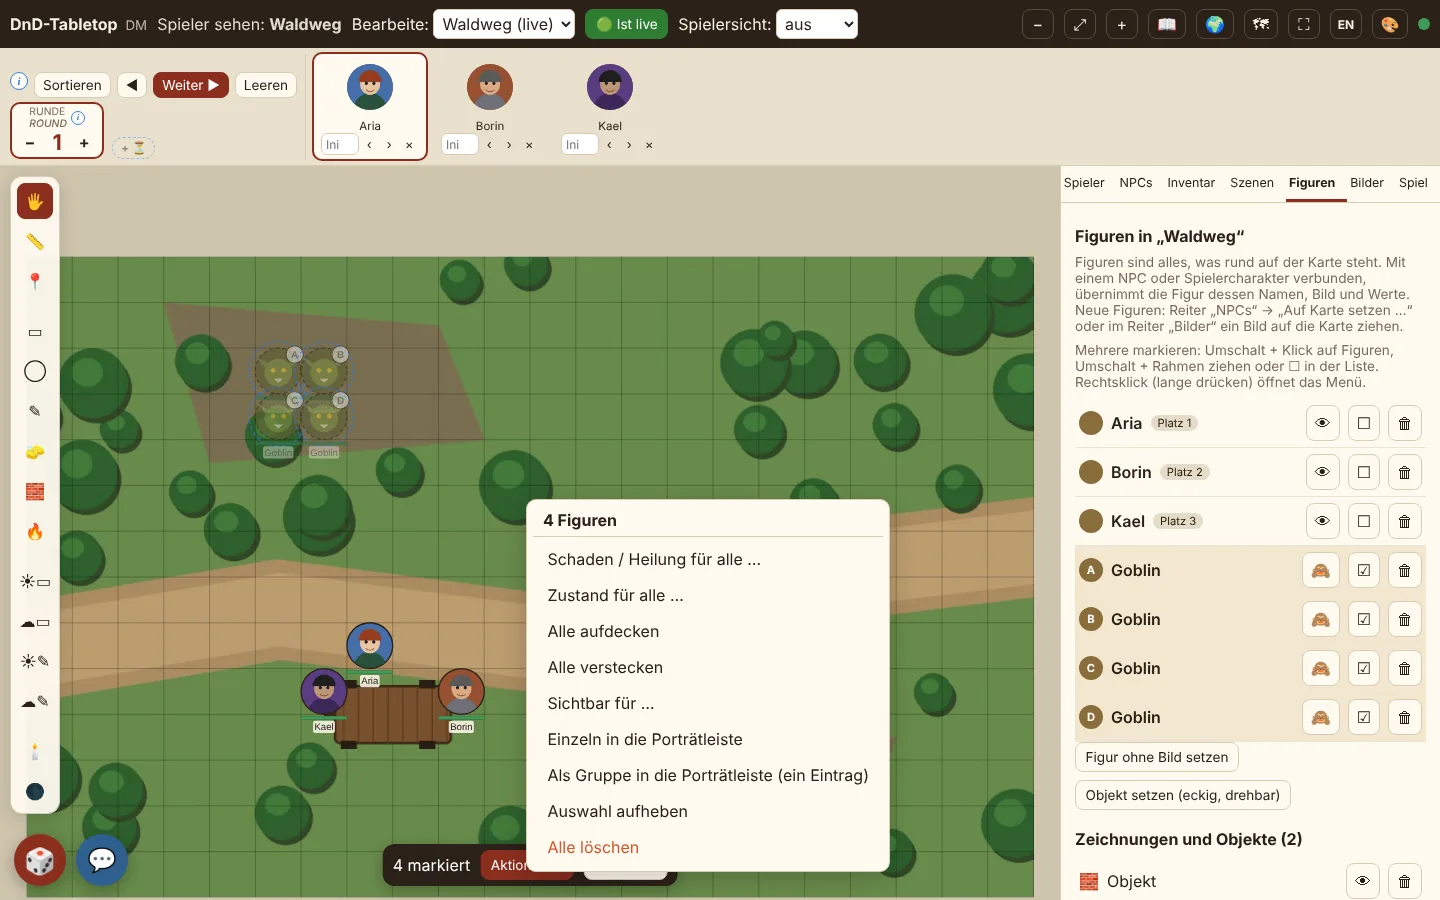 DnD-Tabletop DM Spieler sehen: Waldweg Bearbeite: Waldweg (live) Ist live Spielersicht: aus EN
Sortieren Weiter Leeren
RUNDE
ROUND
− 1 +
Aria Borin Kael
Ini Ini Ini
Spieler NPCs Inventar Szenen Figuren Bilder Spiel
Figuren in „Waldweg“
Figuren sind alles, was rund auf der Karte steht. Mit
einem NPC oder Spielercharakter verbunden,
übernimmt die Figur dessen Namen, Bild und Werte.
Neue Figuren: Reiter „NPCs“ → „Auf Karte setzen ...“
oder im Reiter „Bilder“ ein Bild auf die Karte ziehen.
Mehrere markieren: Umschalt + Klick auf Figuren,
Umschalt + Rahmen ziehen oder ☐ in der Liste.
Rechtsklick (lange drücken) öffnet das Menü.
Aria Platz 1
Borin Platz 2
Kael Platz 3
A Goblin
B Goblin
C Goblin
D Goblin
Figur ohne Bild setzen
Objekt setzen (eckig, drehbar)
Zeichnungen und Objekte (2)
Objekt
A B
C D
Goblin Goblin
Aria
Kael Borin
4 Figuren
Schaden / Heilung für alle ...
Zustand für alle ...
Alle aufdecken
Alle verstecken
Sichtbar für ...
Einzeln in die Porträtleiste
Als Gruppe in die Porträtleiste (ein Eintrag)
Auswahl aufheben
Alle löschen
4 markiert